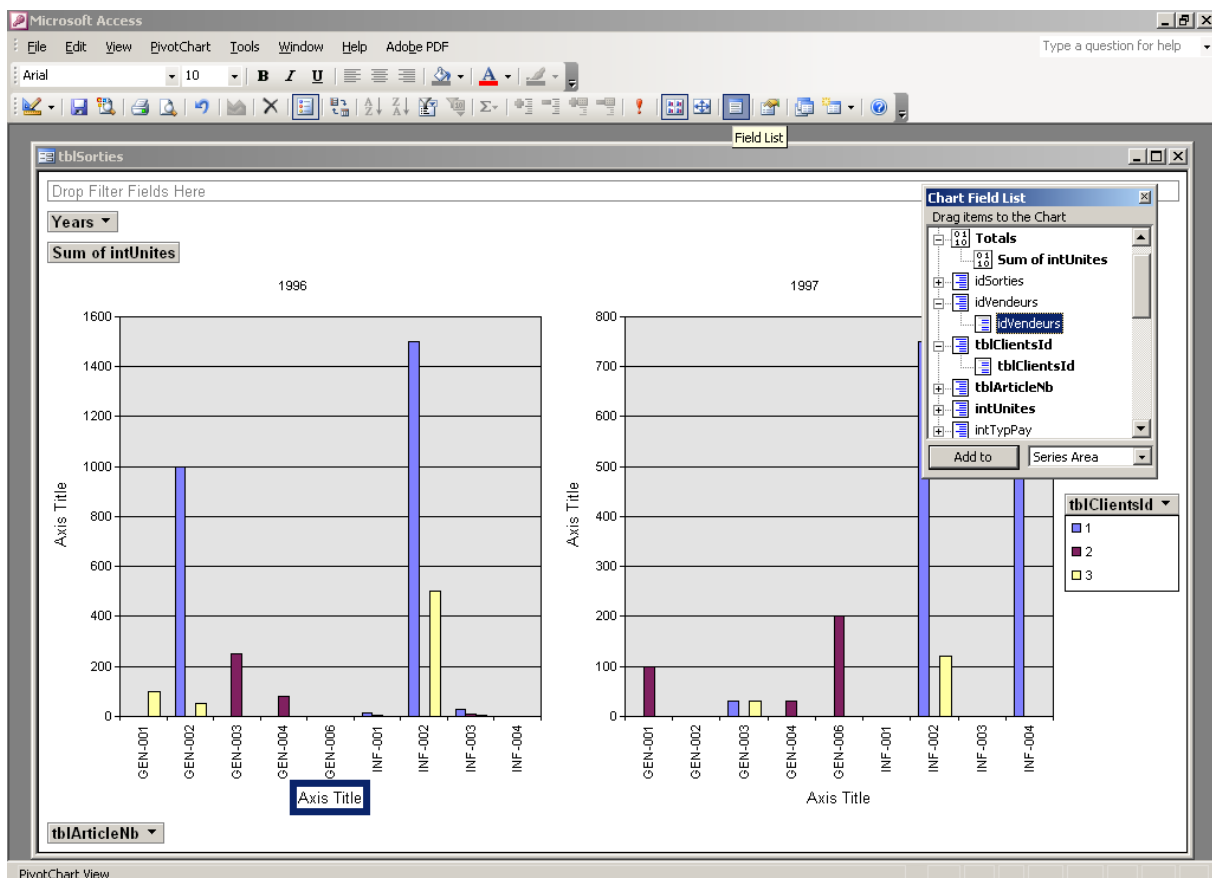 Microsoft Access
File Edit View PivotChart Tools Window Help Adobe PDF Type a question for help
Arial 10 B I U A
Field List
tblSorties
Drop Filter Fields Here
Years
Sum of intUnites
Chart Field List
Drag items to the Chart
Totals
Sum of intUnites
idSorties
idVendeurs
idVendeurs
tblClientsId
tblClientsId
tblArticleNb
intUnites
intTypPay
Add to Series Area
1996
1600
1400
1200
1000
800
600
400
200
0
Axis Title
GEN-001
GEN-002
GEN-003
GEN-004
GEN-006
INF-001
INF-002
INF-003
INF-004
Axis Title
1997
800
700
600
500
400
300
200
100
0
Axis Title
GEN-001
GEN-002
GEN-003
GEN-004
GEN-006
INF-001
INF-002
INF-003
INF-004
Axis Title
tblClientsId
1
2
3
tblArticleNb
PivotChart View